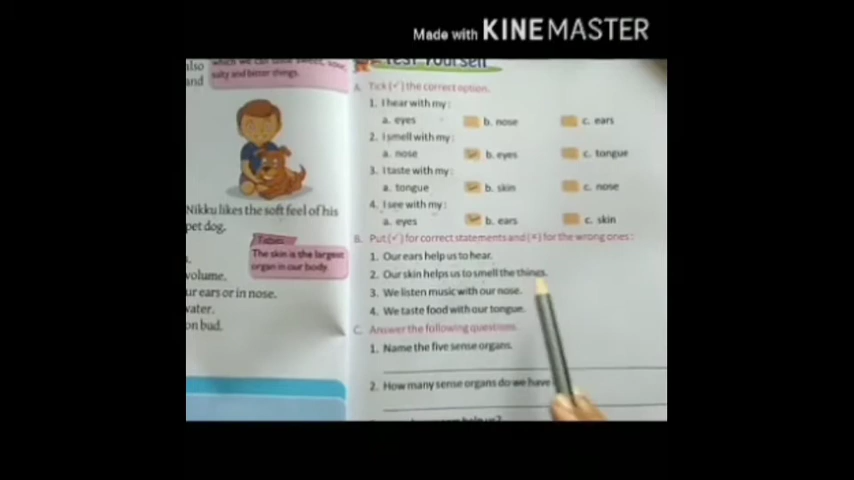 Made with KINEMASTER
also
and
which we can taste sweet, sour,
salty and bitter things.
Nikku likes the soft feel of his
pet dog.
The skin is the largest
organ in our body.
volume.
ur ears or in nose.
water.
on bud.
Test Yourself
A. Tick (✓) the correct option.
1. I hear with my :
a. eyes b. nose c. ears
2. I smell with my :
a. nose ✓ b. eyes c. tongue
3. I taste with my :
a. tongue ✓ b. skin c. nose
4. I see with my :
a. eyes ✓ b. ears c. skin
B. Put (✓) for correct statements and (×) for the wrong ones :
1. Our ears help us to hear.
2. Our skin helps us to smell the things.
3. We listen music with our nose.
4. We taste food with our tongue.
C. Answer the following questions.
1. Name the five sense organs.
2. How many sense organs do we have
help us?